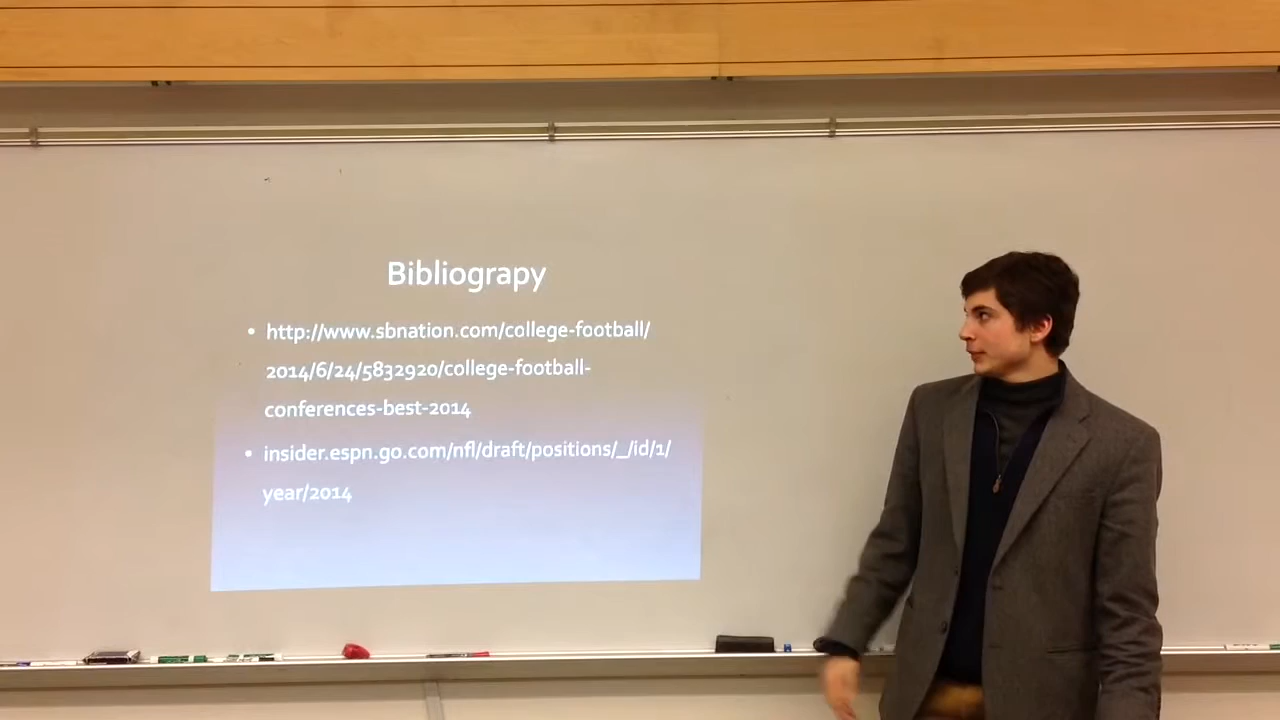 Bibliograpy
• http://www.sbnation.com/college-football/
2014/6/24/5832920/college-football-
conferences-best-2014
• insider.espn.go.com/nfl/draft/positions/_/id/1/
year/2014